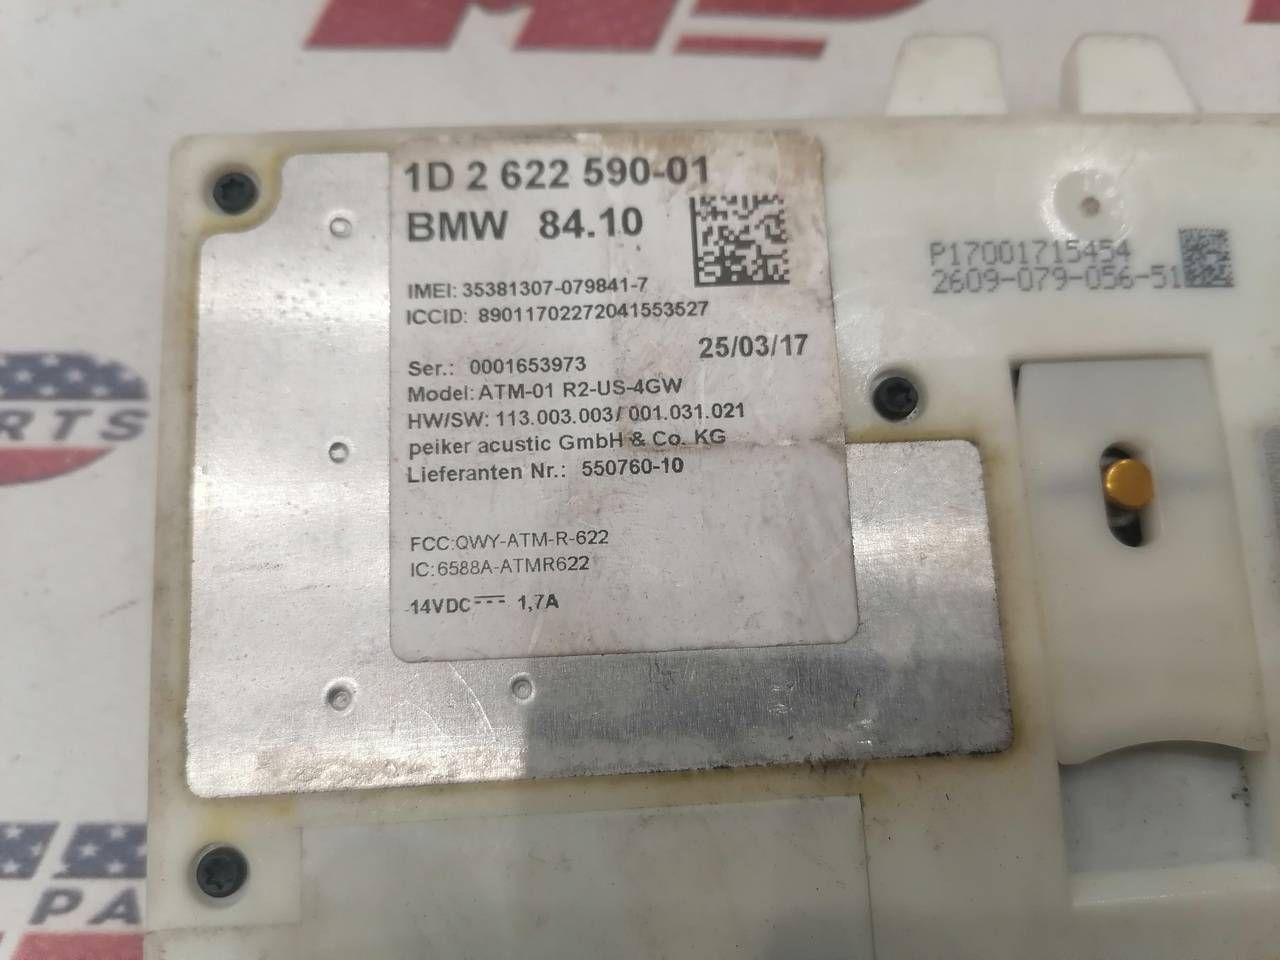 1D 2 622 590-01
BMW 84.10
IMEI: 35381307-079841-7
ICCID: 89011702272041553527
25/03/17
Ser.: 0001653973
Model: ATM-01 R2-US-4GW
HW/SW: 113.003.003/ 001.031.021
peiker acustic GmbH & Co. KG
Lieferanten Nr.: 550760-10
FCC:QWY-ATM-R-622
IC:6588A-ATMR622
14VDC 1,7A
P17001715454
2609-079-056-51
ARTS
PA